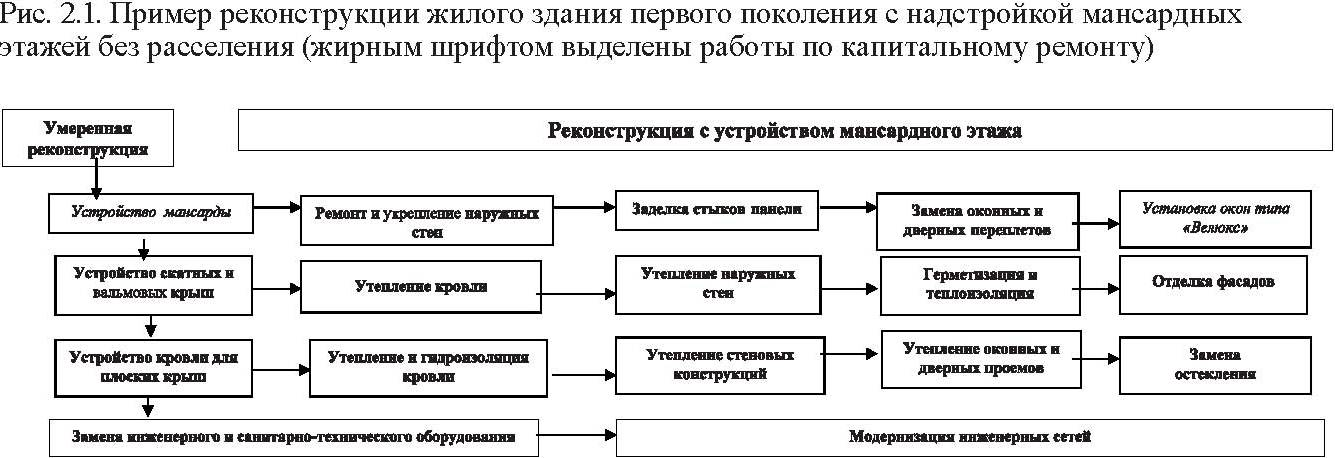 Рис. 2.1. Пример реконструкции жилого здания первого поколения с надстройкой мансардных
этажей без расселения (жирным шрифтом выделены работы по капитальному ремонту)
Умеренная
реконструкция
Реконструкция с устройством мансардного этажа
Устройство мансарды
Ремонт и укрепление наружных
стен
Заделка стыков панели
Замена оконных и
дверных переплетов
Установка окон типа
«Велюкс»
Устройство скатных и
вальмовых крыш
Утепление кровли
Утепление наружных
стен
Герметизация и
теплоизоляция
Отделка фасадов
Устройство кровли для
плоских крыш
Утепление и гидроизоляция
кровли
Утепление стеновых
конструкций
Утепление оконных и
дверных проемов
Замена
остекления
Замена инженерного и санитарно-технического оборудования
Модернизация инженерных сетей